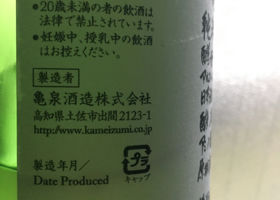 ●20歳未満の者の飲酒は
法律で禁止されています。
●妊娠中、授乳中の飲酒
はお控えください。
製造者
亀泉酒造株式会社
高知県土佐市出間2123-1
http://www.kameizumi.co.jp
製造年月／
Date Produced
プラ
キャップ